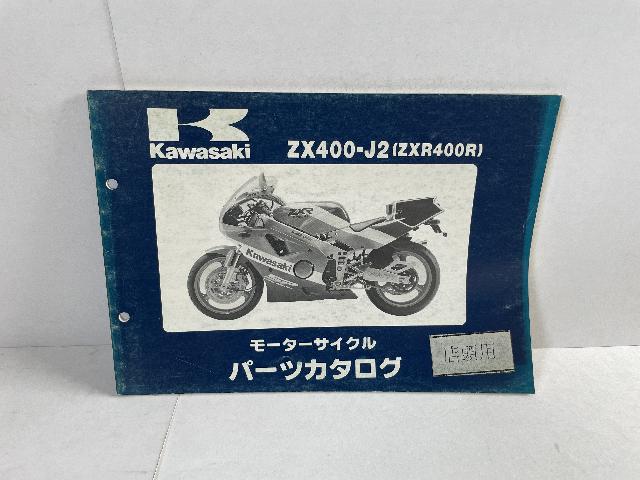 Kawasaki
ZX400-J2 (ZXR400R)
ZXR
Kawasaki
モーターサイクル
パーツカタログ